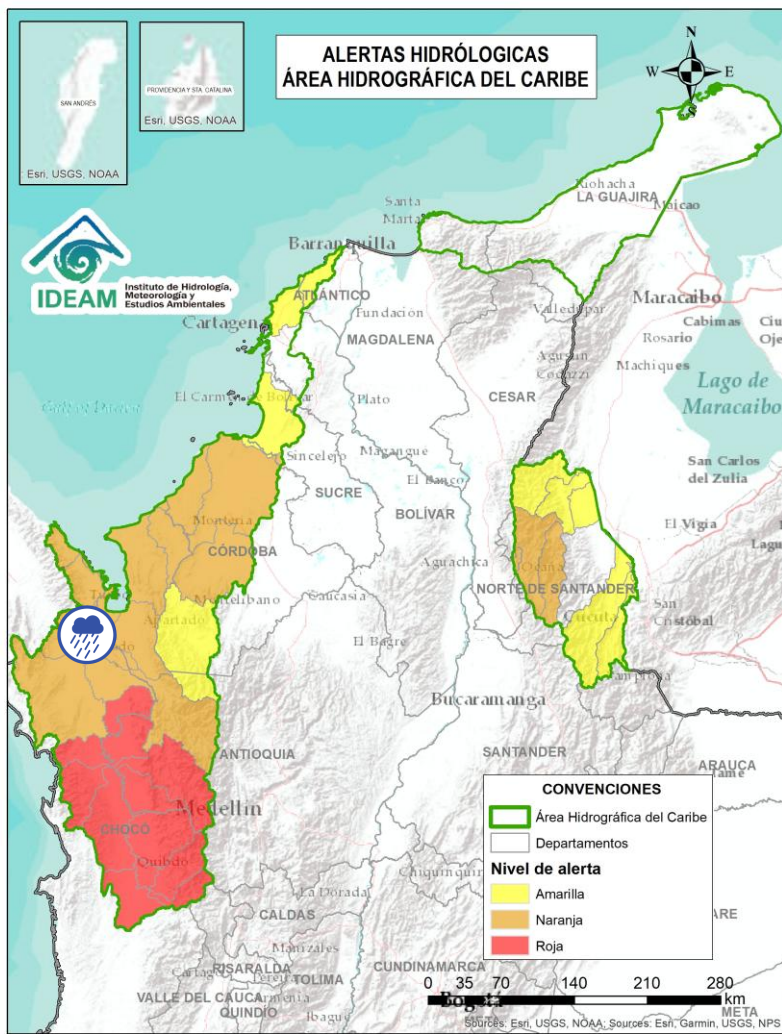 ALERTAS HIDRÓLOGICAS
ÁREA HIDROGRÁFICA DEL CARIBE
N
W
E
S
SAN ANDRÉS
Esri, USGS, NOAA
PROVIDENCIA Y STA. CATALINA
Esri, USGS, NOAA
IDEAM
Instituto de Hidrología,
Meteorología y
Estudios Ambientales
Riohacha
LA GUAJIRA
Maicao
Santa
Marta
Barranquilla
ATLÁNTICO
Cartagen
Fundación
MAGDALENA
Valledupar
Maracaibo
Cabimas
Rosario
Machiques
Agustín
Codazzi
CESAR
Lago de
Maracaibo
El Carmen de Bolívar
Plato
Sincelejo
Magangue
SUCRE
El Banco
BOLÍVAR
San Carlos
del Zulia
El Vigia
Montería
CÓRDOBA
Aguachica
Ocaña
NORTE DE SANTANDER
Montelíbano
Caucasia
Apartado
El Bagre
Cúcuta
San
Cristóbal
Bucaramanga
ANTIOQUIA
SANTANDER
ARAUCA
Medellín
CHOCÓ
Quibdó
La Dorada
CALDAS
Manizales
RISARALDA
TOLIMA
CUNDINAMARCA
VALLE DEL CAUCA
QUINDÍO
Ibague
Bogotá
META
META
CONVENCIONES
Área Hidrográfica del Caribe
Departamentos
Nivel de alerta
Amarilla
Naranja
Roja
0 35 70 140 210 280
km
Sources: Esri, USGS, NOAA; Sources: Esri, Garmin, USGS, NPS